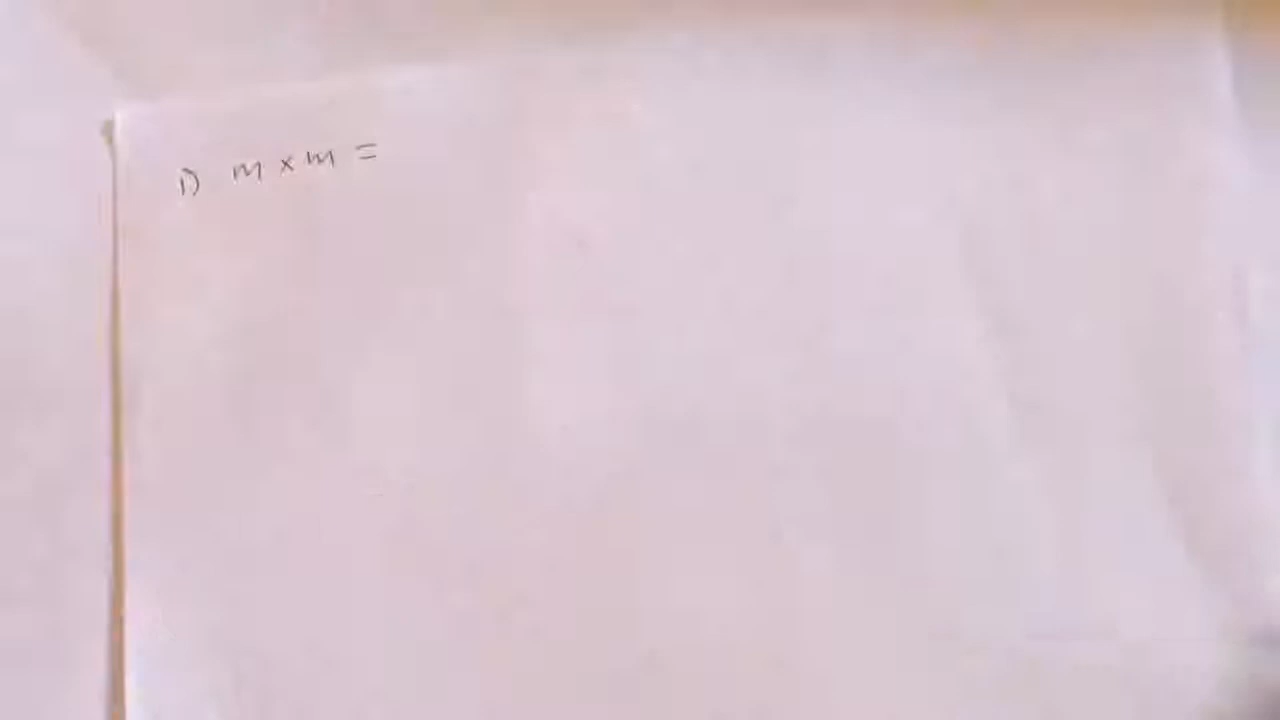 1) m × m =